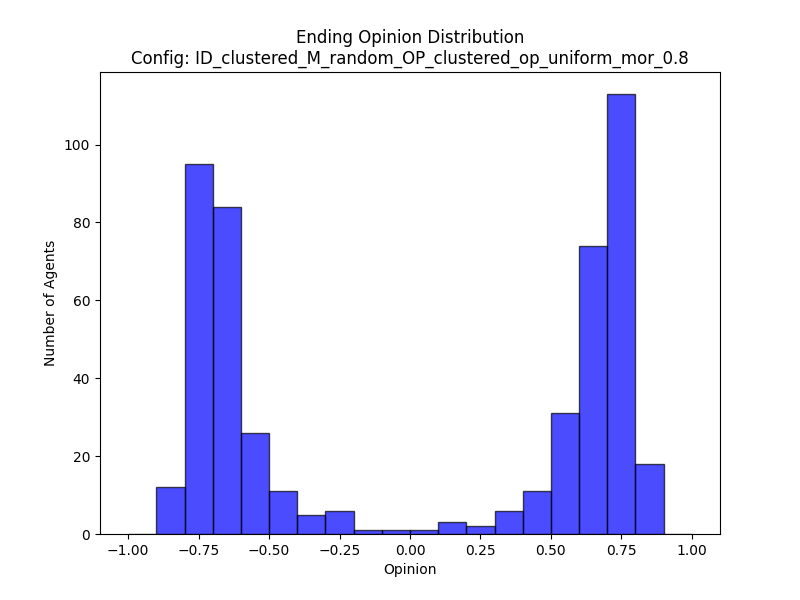 Ending Opinion Distribution
Config: ID_clustered_M_random_OP_clustered_op_uniform_mor_0.8
100
80
60
40
20
0
Number of Agents
−1.00 −0.75 −0.50 −0.25 0.00 0.25 0.50 0.75 1.00
Opinion